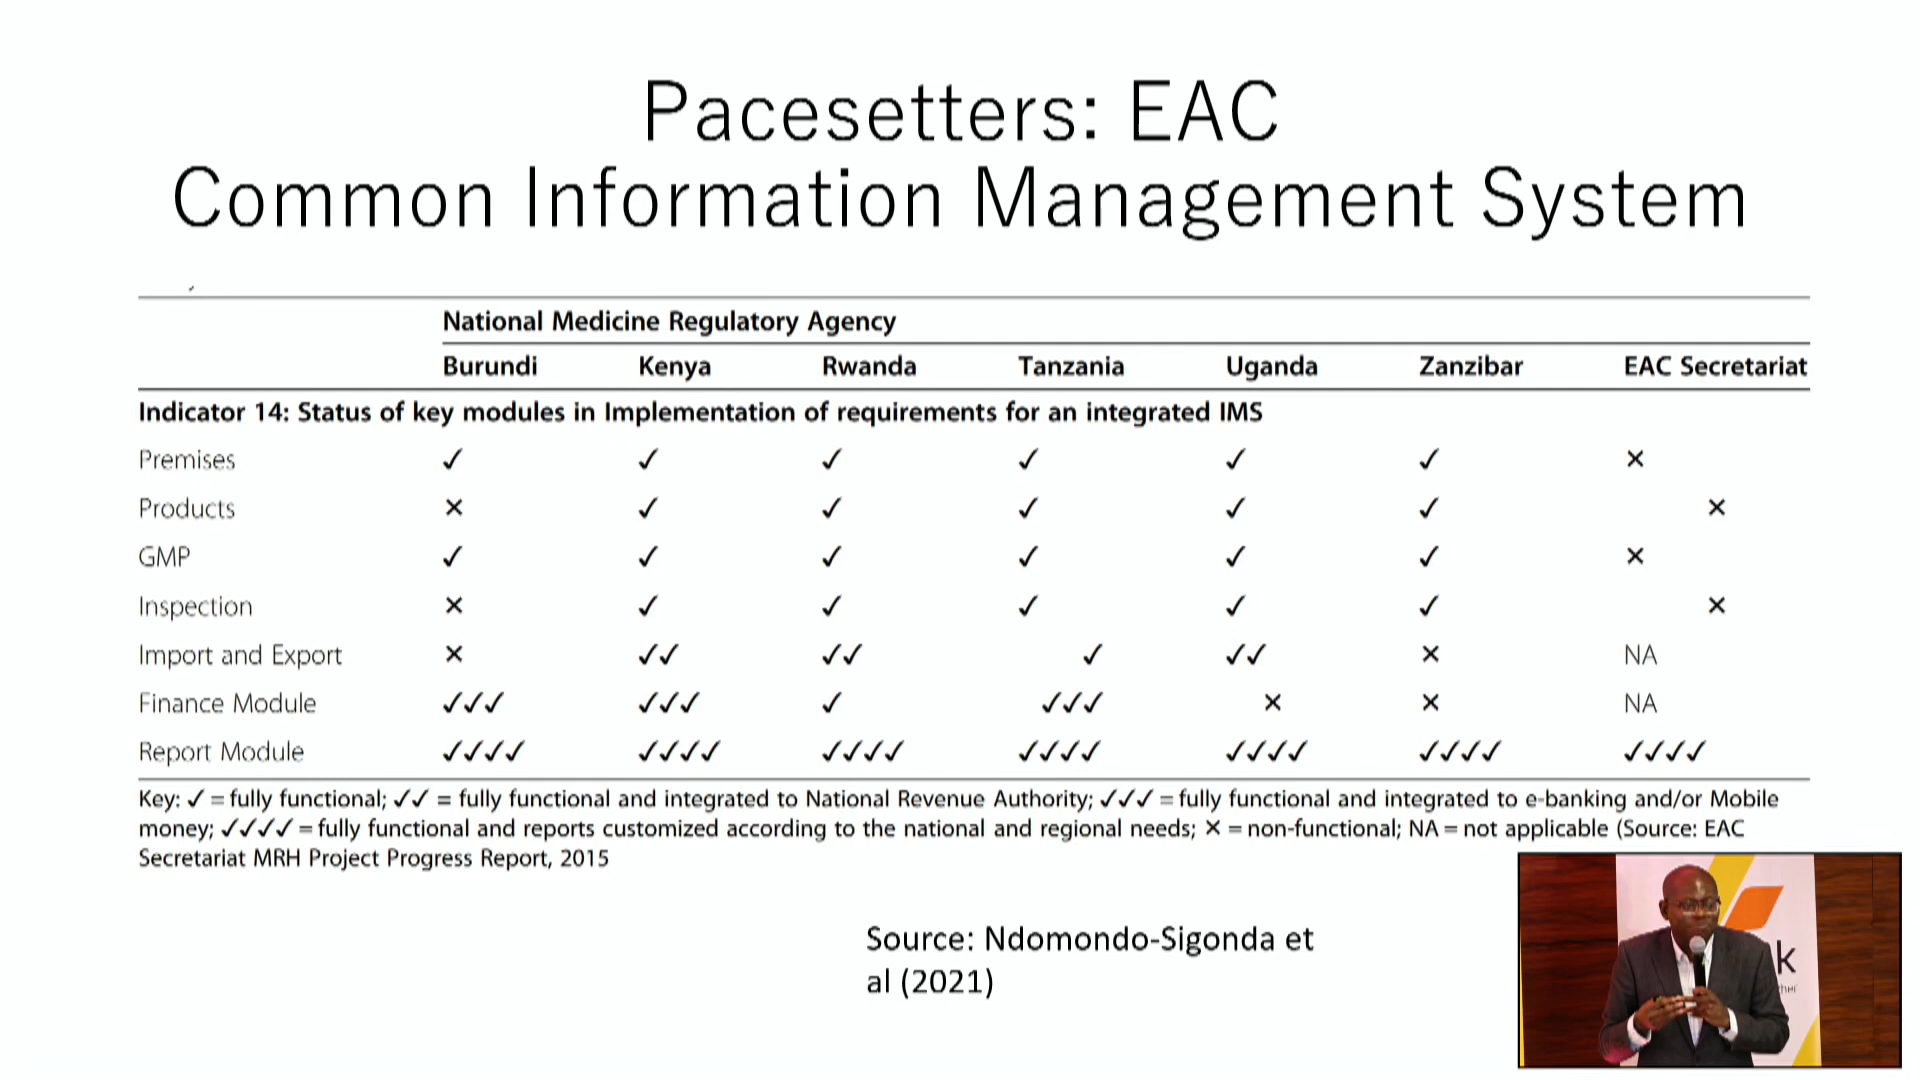 Pacesetters: EAC
Common Information Management System
National Medicine Regulatory Agency
Burundi Kenya Rwanda Tanzania Uganda Zanzibar EAC Secretariat
Indicator 14: Status of key modules in Implementation of requirements for an integrated IMS
Premises ✓ ✓ ✓ ✓ ✓ ✓ ×
Products × ✓ ✓ ✓ ✓ ✓ ×
GMP ✓ ✓ ✓ ✓ ✓ ✓ ×
Inspection × ✓ ✓ ✓ ✓ ✓ ×
Import and Export × ✓✓ ✓✓ ✓ ✓✓ × NA
Finance Module ✓✓✓ ✓✓✓ ✓ ✓✓✓ × × NA
Report Module ✓✓✓✓ ✓✓✓✓ ✓✓✓✓ ✓✓✓✓ ✓✓✓✓ ✓✓✓✓ ✓✓✓✓
Key: ✓ = fully functional; ✓✓ = fully functional and integrated to National Revenue Authority; ✓✓✓ = fully functional and integrated to e-banking and/or Mobile
money; ✓✓✓✓ = fully functional and reports customized according to the national and regional needs; × = non-functional; NA = not applicable (Source: EAC
Secretariat MRH Project Progress Report, 2015
Source: Ndomondo-Sigonda et
al (2021)
k